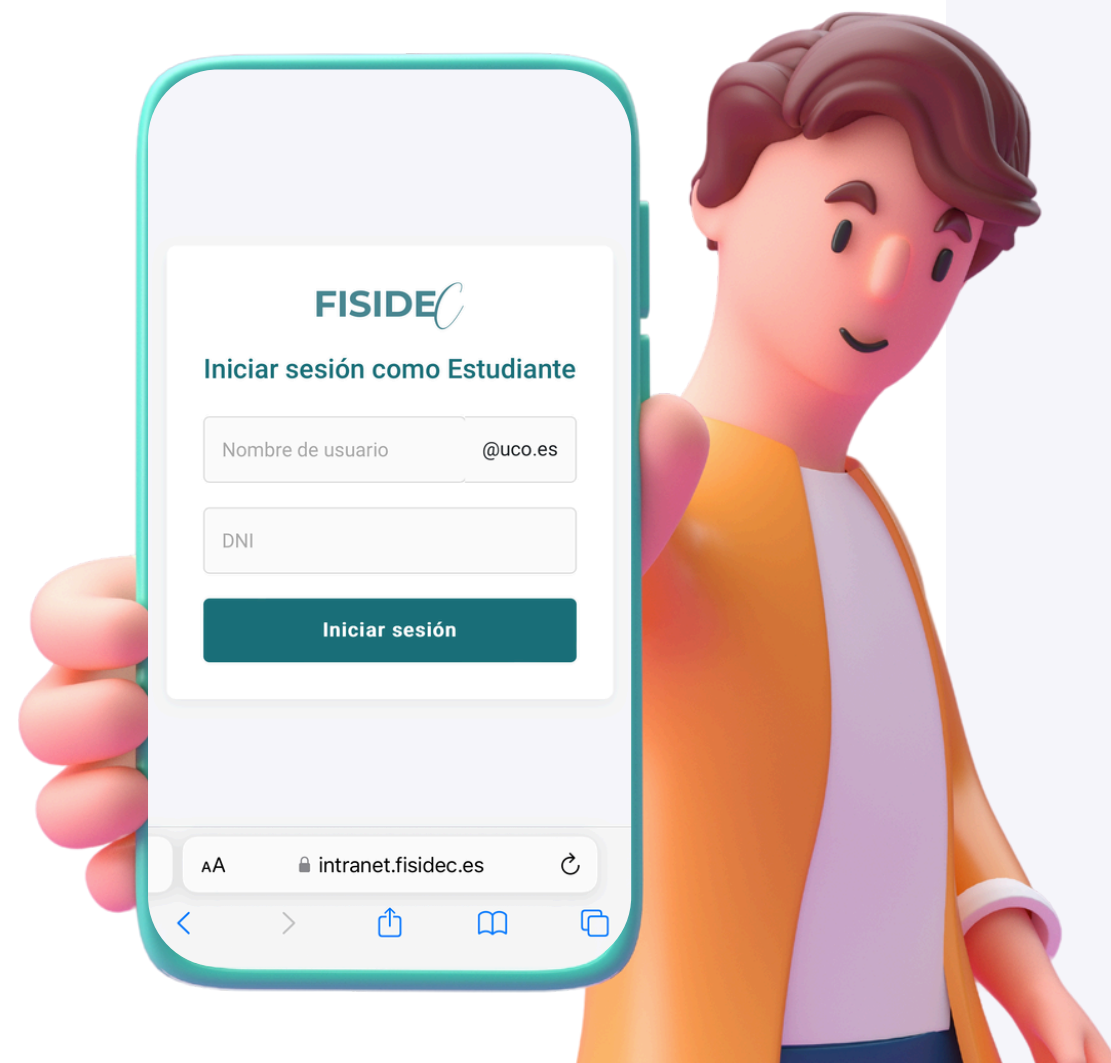 FISIDEC
Iniciar sesión como Estudiante
Nombre de usuario @uco.es
DNI
Iniciar sesión
AA intranet.fisidec.es